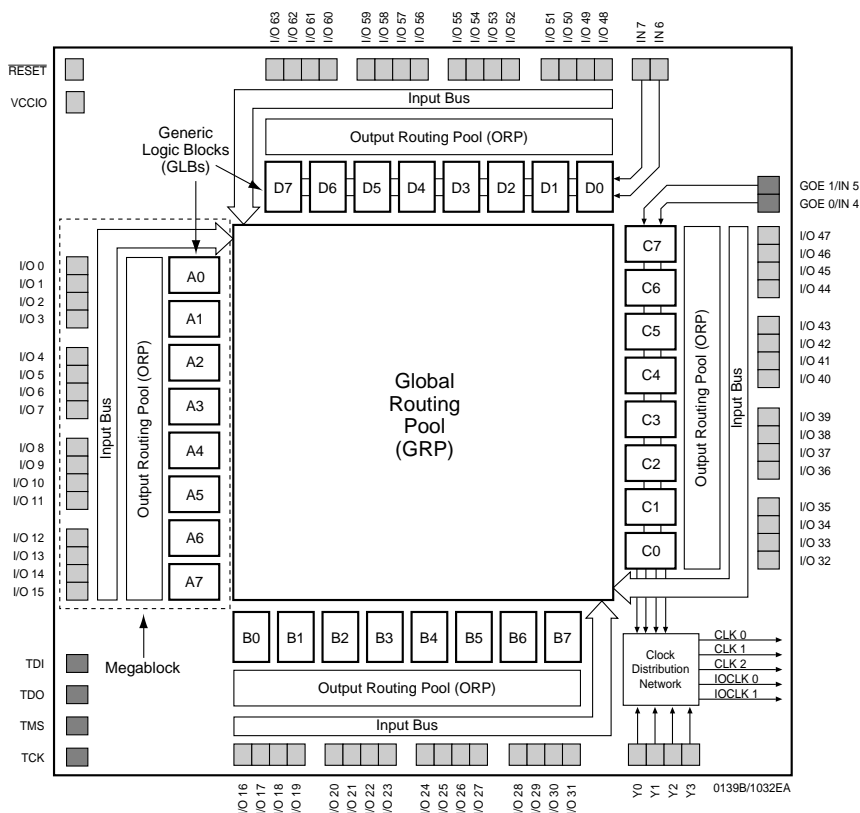 I/O 63
I/O 62
I/O 61
I/O 60
I/O 59
I/O 58
I/O 57
I/O 56
I/O 55
I/O 54
I/O 53
I/O 52
I/O 51
I/O 50
I/O 49
I/O 48
IN 7
IN 6
RESET
VCCIO
Input Bus
Output Routing Pool (ORP)
Generic
Logic Blocks
(GLBs)
D7
D6
D5
D4
D3
D2
D1
D0
GOE 1/IN 5
GOE 0/IN 4
I/O 0
I/O 1
I/O 2
I/O 3
I/O 4
I/O 5
I/O 6
I/O 7
I/O 8
I/O 9
I/O 10
I/O 11
I/O 12
I/O 13
I/O 14
I/O 15
Input Bus
Output Routing Pool (ORP)
A0
A1
A2
A3
A4
A5
A6
A7
Global
Routing
Pool
(GRP)
C7
C6
C5
C4
C3
C2
C1
C0
Output Routing Pool (ORP)
Input Bus
I/O 47
I/O 46
I/O 45
I/O 44
I/O 43
I/O 42
I/O 41
I/O 40
I/O 39
I/O 38
I/O 37
I/O 36
I/O 35
I/O 34
I/O 33
I/O 32
Megablock
TDI
TDO
TMS
TCK
B0
B1
B2
B3
B4
B5
B6
B7
Output Routing Pool (ORP)
Input Bus
Clock
Distribution
Network
CLK 0
CLK 1
CLK 2
IOCLK 0
IOCLK 1
I/O 16
I/O 17
I/O 18
I/O 19
I/O 20
I/O 21
I/O 22
I/O 23
I/O 24
I/O 25
I/O 26
I/O 27
I/O 28
I/O 29
I/O 30
I/O 31
Y0
Y1
Y2
Y3
0139B/1032EA